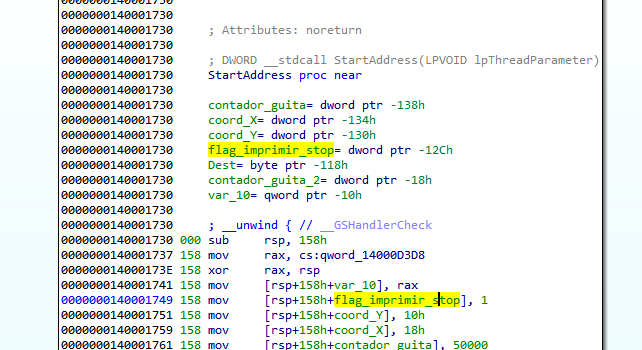 0000000140001730
0000000140001730
0000000140001730 ; Attributes: noreturn
0000000140001730
0000000140001730 ; DWORD __stdcall StartAddress(LPVOID lpThreadParameter)
0000000140001730 StartAddress proc near
0000000140001730
0000000140001730 contador_guita= dword ptr -138h
0000000140001730 coord_X= dword ptr -134h
0000000140001730 coord_Y= dword ptr -130h
0000000140001730 flag_imprimir_stop= dword ptr -12Ch
0000000140001730 Dest= byte ptr -118h
0000000140001730 contador_guita_2= dword ptr -18h
0000000140001730 var_10= qword ptr -10h
0000000140001730
0000000140001730 ; __unwind { // __GSHandlerCheck
0000000140001730 000 sub rsp, 158h
0000000140001737 158 mov rax, cs:qword_14000D3D8
000000014000173E 158 xor rax, rsp
0000000140001741 158 mov [rsp+158h+var_10], rax
0000000140001749 158 mov [rsp+158h+flag_imprimir_stop], 1
0000000140001751 158 mov [rsp+158h+coord_Y], 10h
0000000140001759 158 mov [rsp+158h+coord_X], 18h
0000000140001761 158 mov [rsp+158h+contador_guita], 50000